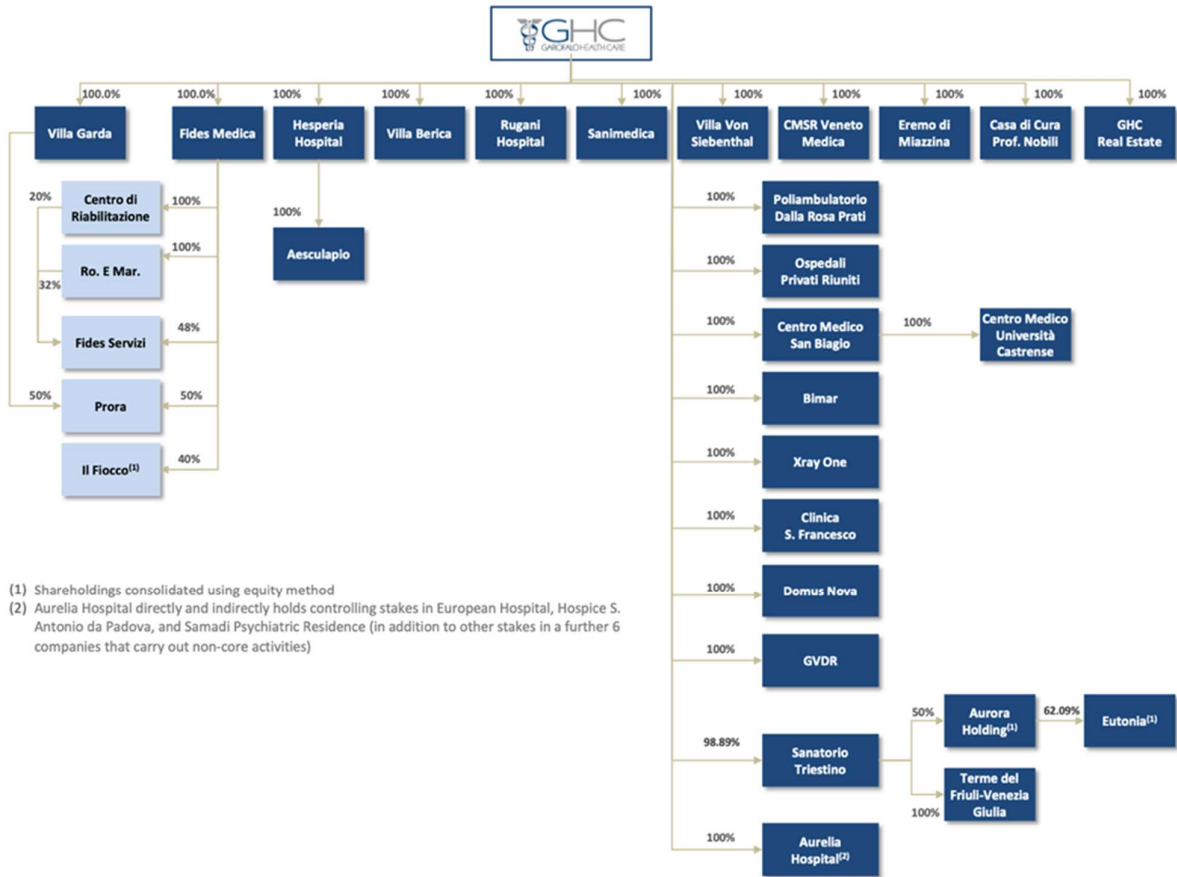 GHC
GAROFALO HEALTH CARE
100.0%
100.0%
100%
100%
100%
100%
100%
100%
100%
100%
100%
Villa Garda
Fides Medica
Hesperia
Hospital
Villa Berica
Rugani
Hospital
Sanimedica
Villa Von
Siebenthal
CMSR Veneto
Medica
Eremo di
Miazzina
Casa di Cura
Prof. Nobili
GHC
Real Estate
20%
Centro di
Riabilitazione
100%
100%
Aesculapio
100%
Ro. E Mar.
32%
Fides Servizi
48%
50%
Prora
50%
Il Fiocco(1)
40%
100%
Poliambulatorio
Dalla Rosa Prati
100%
Ospedali
Privati Riuniti
100%
Centro Medico
San Biagio
100%
Centro Medico
Università
Castrense
100%
Bimar
100%
Xray One
100%
Clinica
S. Francesco
100%
Domus Nova
100%
GVDR
98.89%
Sanatorio
Triestino
50%
Aurora
Holding(1)
62.09%
Eutonia(1)
100%
Terme del
Friuli-Venezia
Giulia
100%
Aurelia
Hospital(2)
(1) Shareholdings consolidated using equity method
(2) Aurelia Hospital directly and indirectly holds controlling stakes in European Hospital, Hospice S.
Antonio da Padova, and Samadi Psychiatric Residence (in addition to other stakes in a further 6
companies that carry out non-core activities)